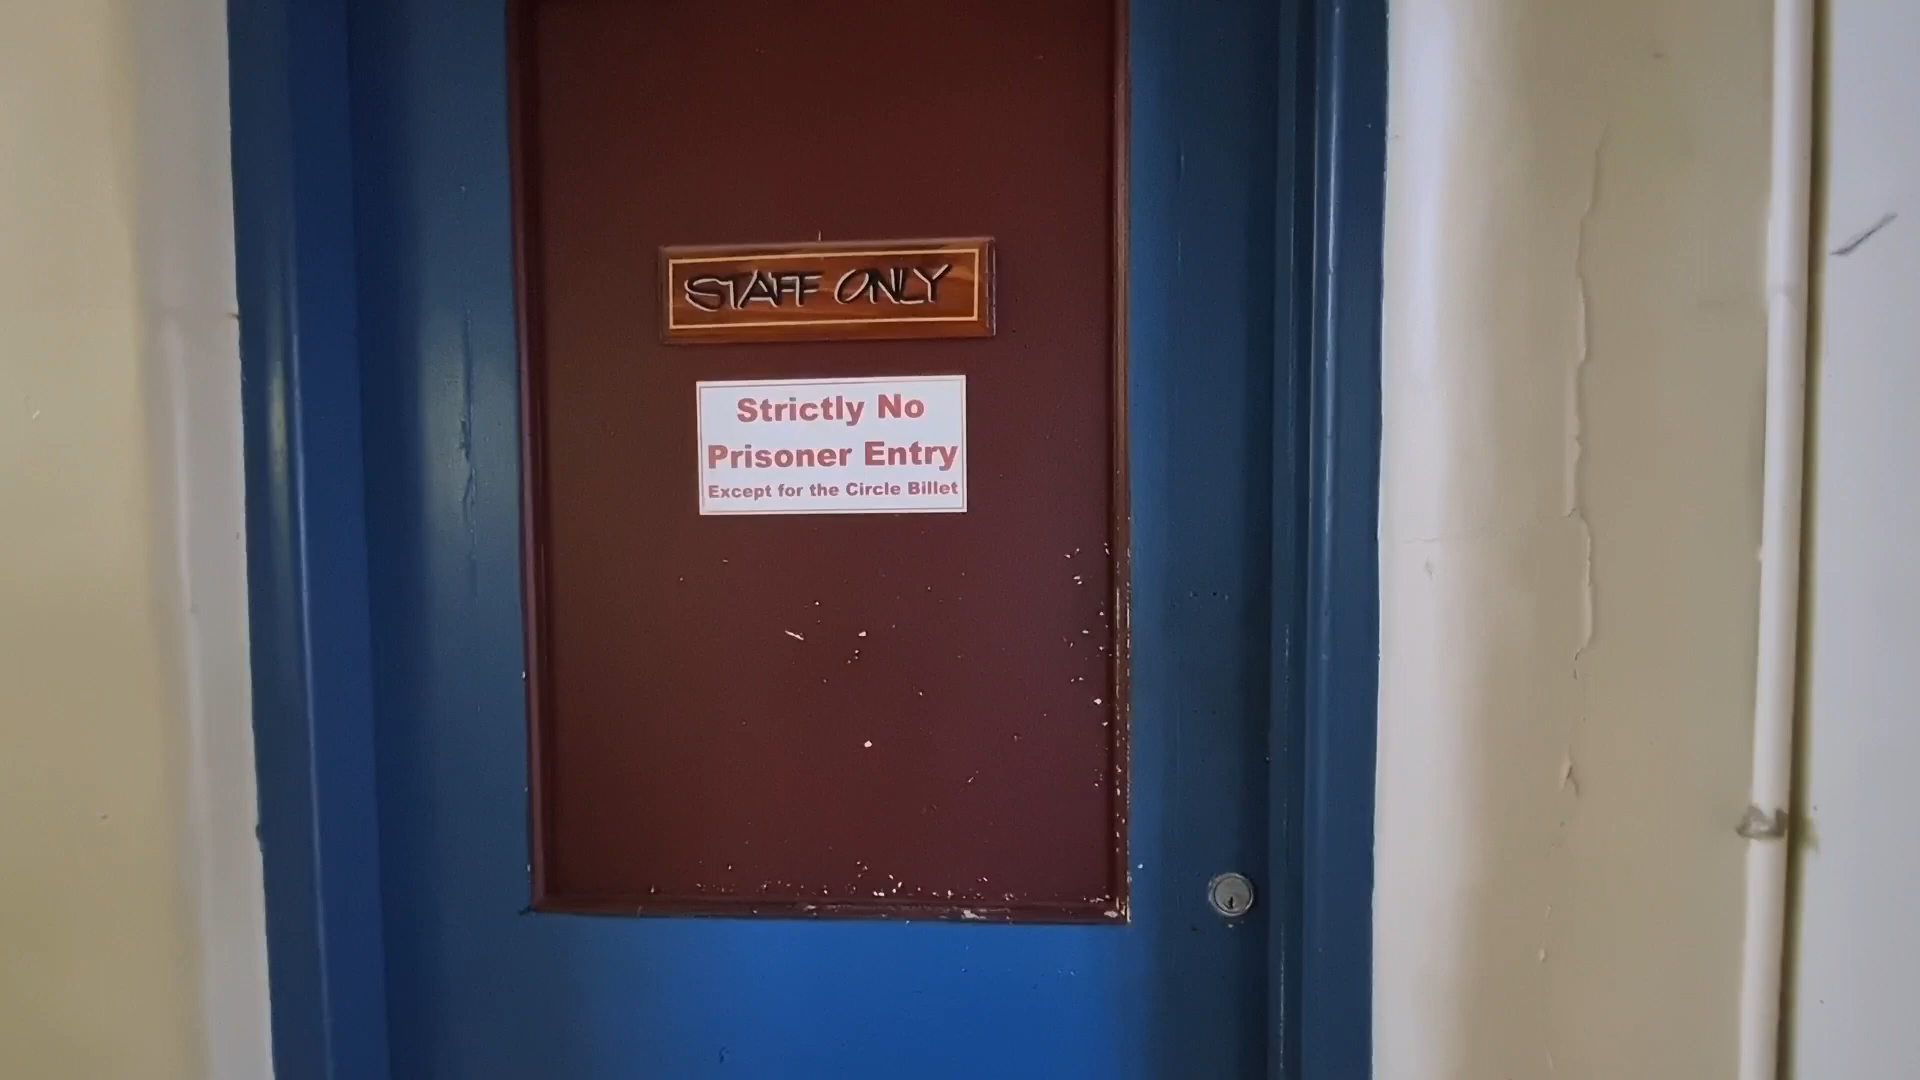 STAFF ONLY
Strictly No
Prisoner Entry
Except for the Circle Billet